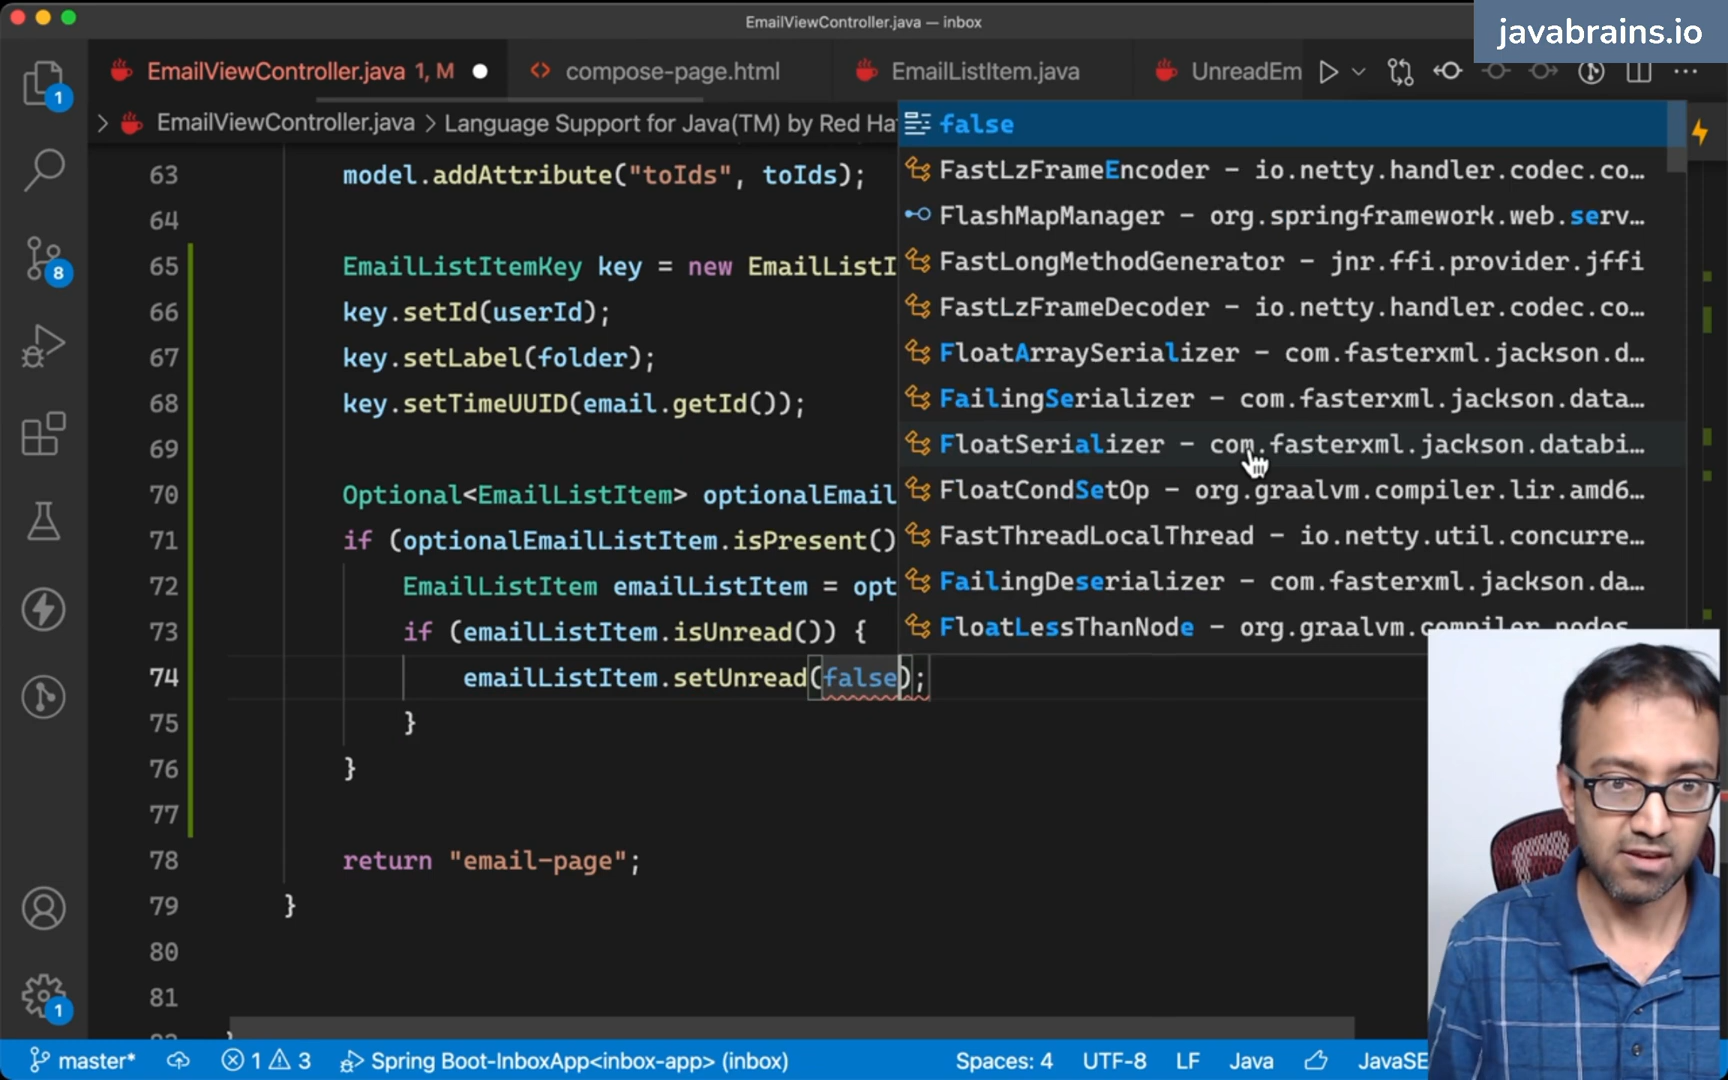 EmailViewController.java — inbox
javabrains.io
EmailViewController.java 1, M
compose-page.html
EmailListItem.java
UnreadEm
EmailViewController.java > Language Support for Java(TM) by Red Ha
1
8
1
63 model.addAttribute("toIds", toIds);
64
65 EmailListItemKey key = new EmailListI
66 key.setId(userId);
67 key.setLabel(folder);
68 key.setTimeUUID(email.getId());
69
70 Optional<EmailListItem> optionalEmail
71 if (optionalEmailListItem.isPresent()
72 EmailListItem emailListItem = opt
73 if (emailListItem.isUnread()) {
74 emailListItem.setUnread(false);
75 }
76 }
77
78 return "email-page";
79 }
80
81
false
FastLzFrameEncoder – io.netty.handler.codec.co…
FlashMapManager – org.springframework.web.serv…
FastLongMethodGenerator – jnr.ffi.provider.jffi
FastLzFrameDecoder – io.netty.handler.codec.co…
FloatArraySerializer – com.fasterxml.jackson.d…
FailingSerializer – com.fasterxml.jackson.data…
FloatSerializer – com.fasterxml.jackson.databi…
FloatCondSetOp – org.graalvm.compiler.lir.amd6…
FastThreadLocalThread – io.netty.util.concurre…
FailingDeserializer – com.fasterxml.jackson.da…
FloatLessThanNode – org.graalvm.compiler.nodes
master* 1 3 Spring Boot-InboxApp<inbox-app> (inbox) Spaces: 4 UTF-8 LF Java JavaSE